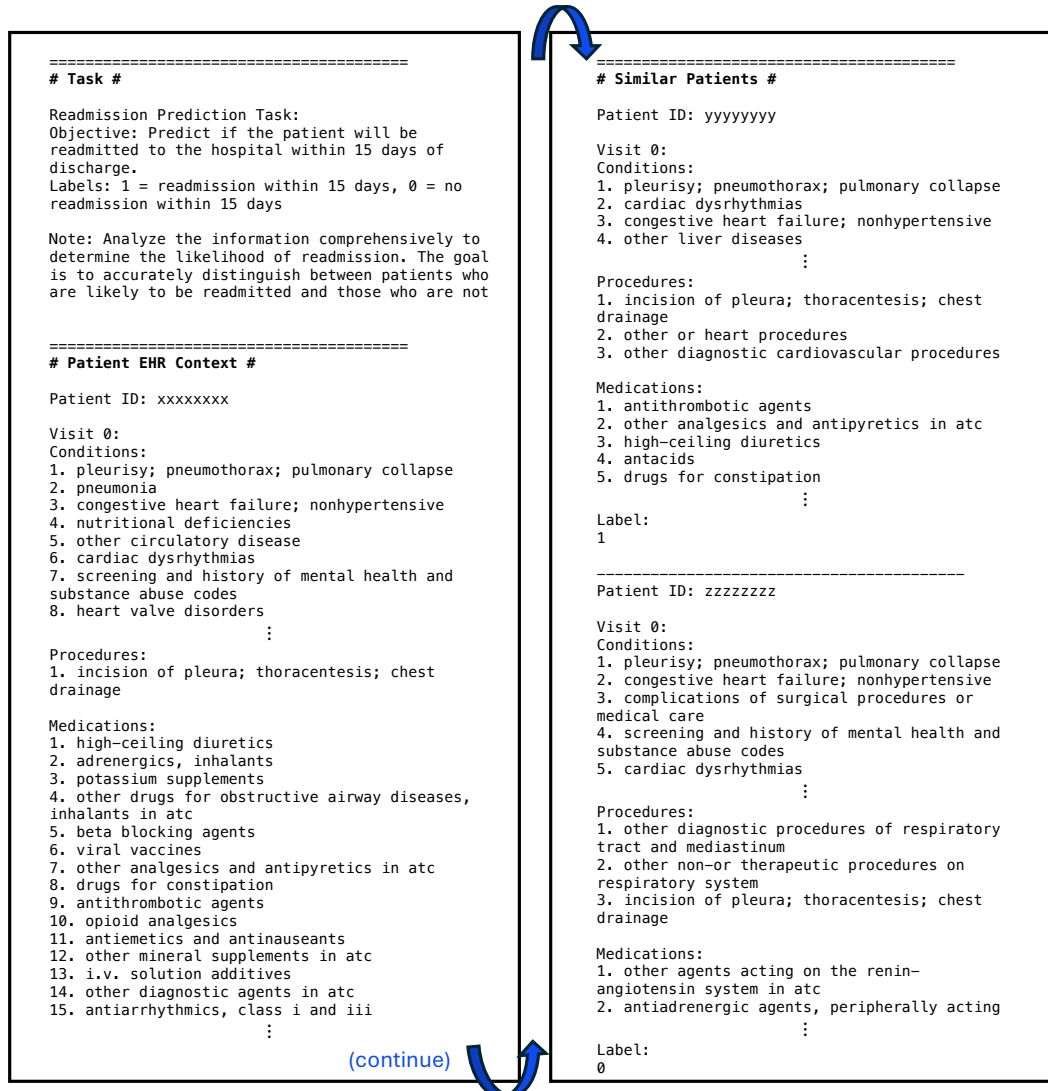 ========================================
# Task #
Readmission Prediction Task:
Objective: Predict if the patient will be
readmitted to the hospital within 15 days of
discharge.
Labels: 1 = readmission within 15 days, 0 = no
readmission within 15 days
Note: Analyze the information comprehensively to
determine the likelihood of readmission. The goal
is to accurately distinguish between patients who
are likely to be readmitted and those who are not
========================================
# Patient EHR Context #
Patient ID: xxxxxxxx
Visit 0:
Conditions:
1. pleurisy; pneumothorax; pulmonary collapse
2. pneumonia
3. congestive heart failure; nonhypertensive
4. nutritional deficiencies
5. other circulatory disease
6. cardiac dysrhythmias
7. screening and history of mental health and
substance abuse codes
8. heart valve disorders
⋮
Procedures:
1. incision of pleura; thoracentesis; chest
drainage
Medications:
1. high-ceiling diuretics
2. adrenergics, inhalants
3. potassium supplements
4. other drugs for obstructive airway diseases,
inhalants in atc
5. beta blocking agents
6. viral vaccines
7. other analgesics and antipyretics in atc
8. drugs for constipation
9. antithrombotic agents
10. opioid analgesics
11. antiemetics and antinauseants
12. other mineral supplements in atc
13. i.v. solution additives
14. other diagnostic agents in atc
15. antiarrhythmics, class i and iii
⋮
(continue)
========================================
# Similar Patients #
Patient ID: yyyyyyyy
Visit 0:
Conditions:
1. pleurisy; pneumothorax; pulmonary collapse
2. cardiac dysrhythmias
3. congestive heart failure; nonhypertensive
4. other liver diseases
⋮
Procedures:
1. incision of pleura; thoracentesis; chest
drainage
2. other or heart procedures
3. other diagnostic cardiovascular procedures
Medications:
1. antithrombotic agents
2. other analgesics and antipyretics in atc
3. high-ceiling diuretics
4. antacids
5. drugs for constipation
⋮
Label:
1
-----------------------------------------
Patient ID: zzzzzzzz
Visit 0:
Conditions:
1. pleurisy; pneumothorax; pulmonary collapse
2. congestive heart failure; nonhypertensive
3. complications of surgical procedures or
medical care
4. screening and history of mental health and
substance abuse codes
5. cardiac dysrhythmias
⋮
Procedures:
1. other diagnostic procedures of respiratory
tract and mediastinum
2. other non-or therapeutic procedures on
respiratory system
3. incision of pleura; thoracentesis; chest
drainage
Medications:
1. other agents acting on the renin-
angiotensin system in atc
2. antiadrenergic agents, peripherally acting
⋮
Label:
0